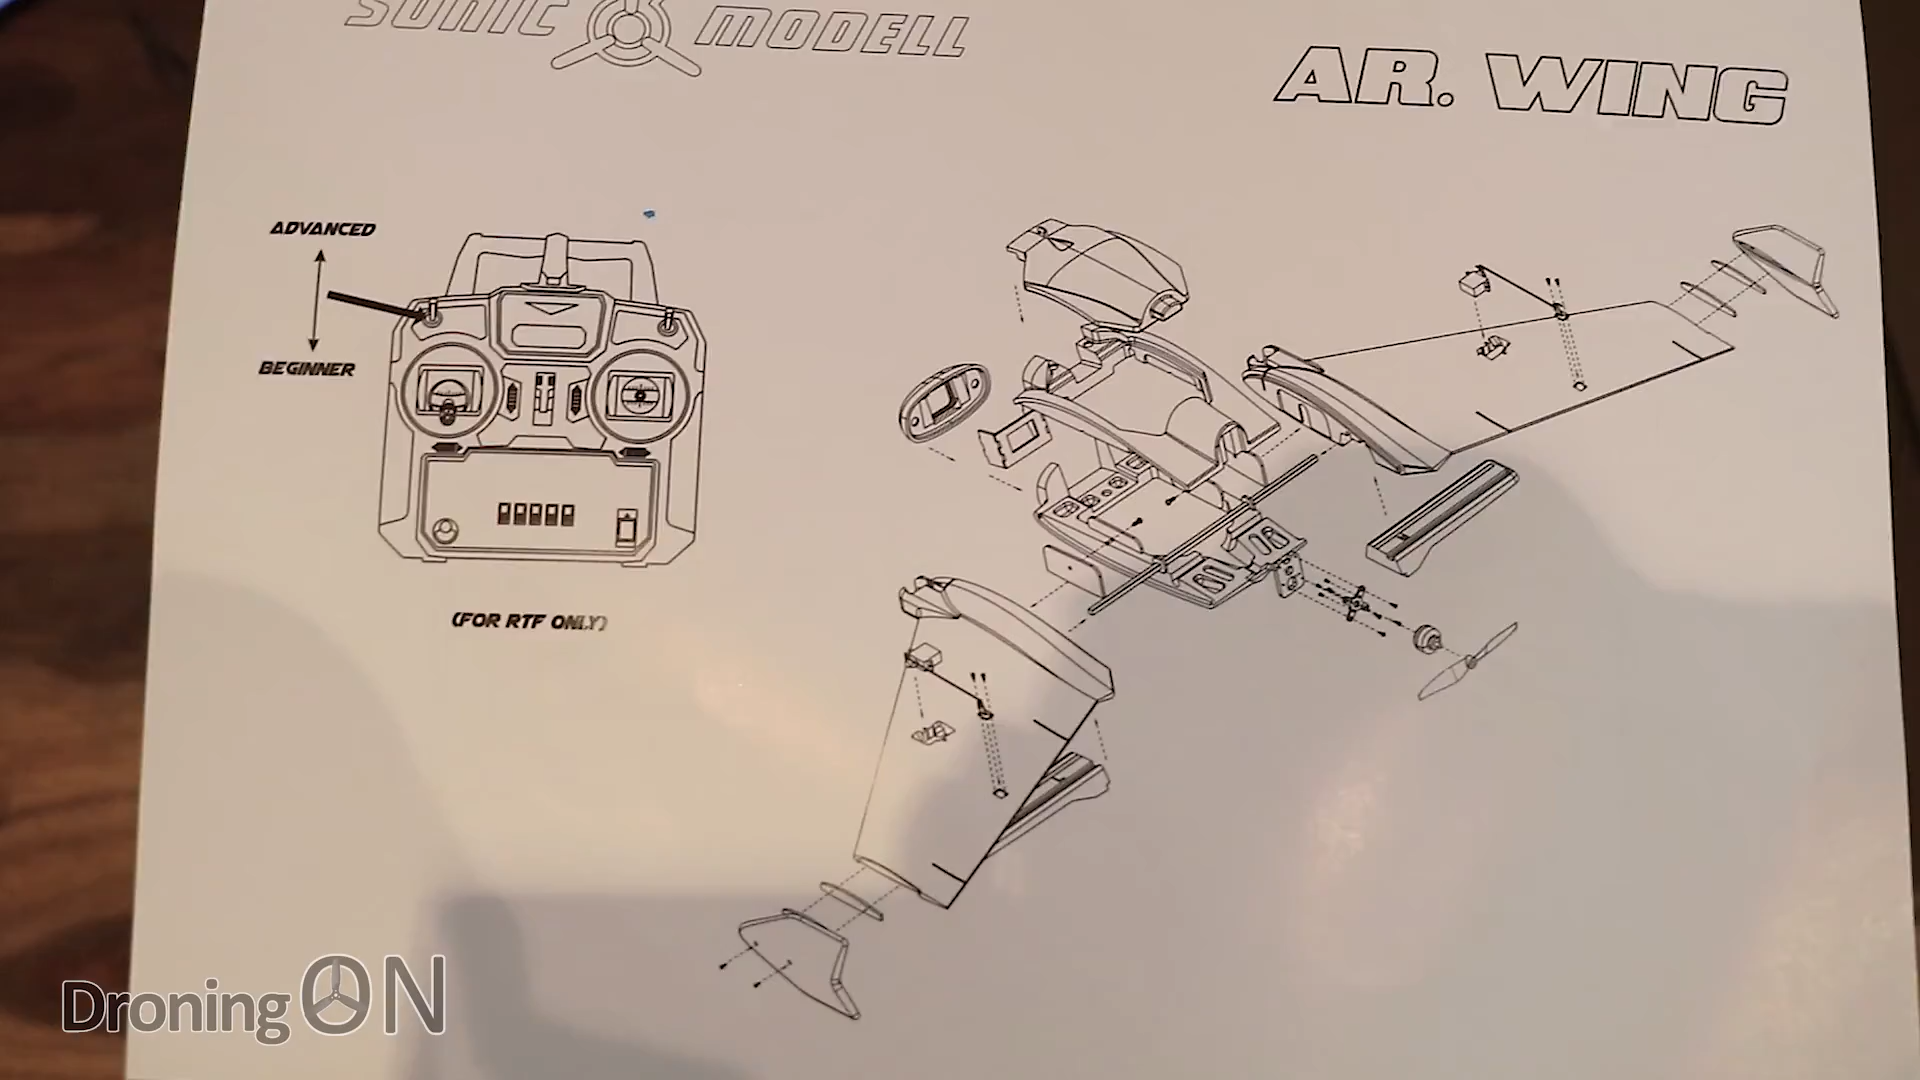 SONIC MODELL
AR. WING
ADVANCED
BEGINNER
(FOR RTF ONLY)
DroningON